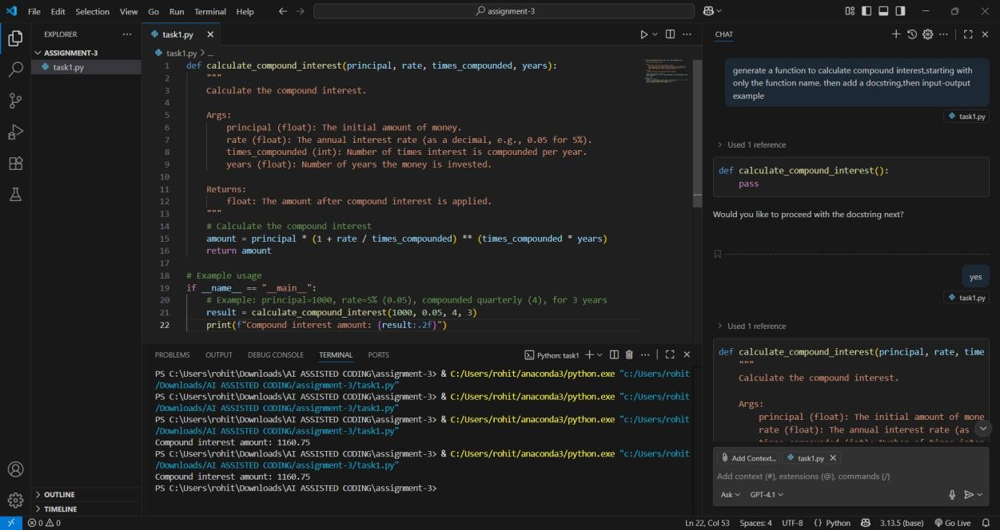 File Edit Selection View Go Run Terminal Help
assignment-3
EXPLORER
ASSIGNMENT-3
task1.py
OUTLINE
TIMELINE
task1.py
task1.py > ...
1 def calculate_compound_interest(principal, rate, times_compounded, years):
2 """
3 Calculate the compound interest.
4
5 Args:
6 principal (float): The initial amount of money.
7 rate (float): The annual interest rate (as a decimal, e.g., 0.05 for 5%).
8 times_compounded (int): Number of times interest is compounded per year.
9 years (float): Number of years the money is invested.
10
11 Returns:
12 float: The amount after compound interest is applied.
13 """
14 # Calculate the compound interest
15 amount = principal * (1 + rate / times_compounded) ** (times_compounded * years)
16 return amount
17
18 # Example usage
19 if __name__ == "__main__":
20 # Example: principal=1000, rate=5% (0.05), compounded quarterly (4), for 3 years
21 result = calculate_compound_interest(1000, 0.05, 4, 3)
22 print(f"Compound interest amount: {result:.2f}")
PROBLEMS OUTPUT DEBUG CONSOLE TERMINAL PORTS
Python: task1
PS C:\Users\rohit\Downloads\AI ASSISTED CODING\assignment-3> & C:/Users/rohit/anaconda3/python.exe "c:/Users/rohit
/Downloads/AI ASSISTED CODING/assignment-3/task1.py"
PS C:\Users\rohit\Downloads\AI ASSISTED CODING\assignment-3> & C:/Users/rohit/anaconda3/python.exe "c:/Users/rohit
/Downloads/AI ASSISTED CODING/assignment-3/task1.py"
PS C:\Users\rohit\Downloads\AI ASSISTED CODING\assignment-3> & C:/Users/rohit/anaconda3/python.exe "c:/Users/rohit
/Downloads/AI ASSISTED CODING/assignment-3/task1.py"
Compound interest amount: 1160.75
PS C:\Users\rohit\Downloads\AI ASSISTED CODING\assignment-3> & C:/Users/rohit/anaconda3/python.exe "c:/Users/rohit
/Downloads/AI ASSISTED CODING/assignment-3/task1.py"
Compound interest amount: 1160.75
PS C:\Users\rohit\Downloads\AI ASSISTED CODING\assignment-3>
CHAT
generate a function to calculate compound interest,starting with
only the function name. then add a docstring,then input-output
example
task1.py
Used 1 reference
def calculate_compound_interest():
pass
Would you like to proceed with the docstring next?
yes
task1.py
Used 1 reference
def calculate_compound_interest(principal, rate, time
"""
Calculate the compound interest.
Args:
principal (float): The initial amount of mone
rate (float): The annual interest rate (as
Add Context... task1.py
Add context (#), extensions (@), commands (/)
Ask GPT-4.1
0 0 Ln 22, Col 53 Spaces: 4 UTF-8 {} Python 3.13.5 (base) Go Live